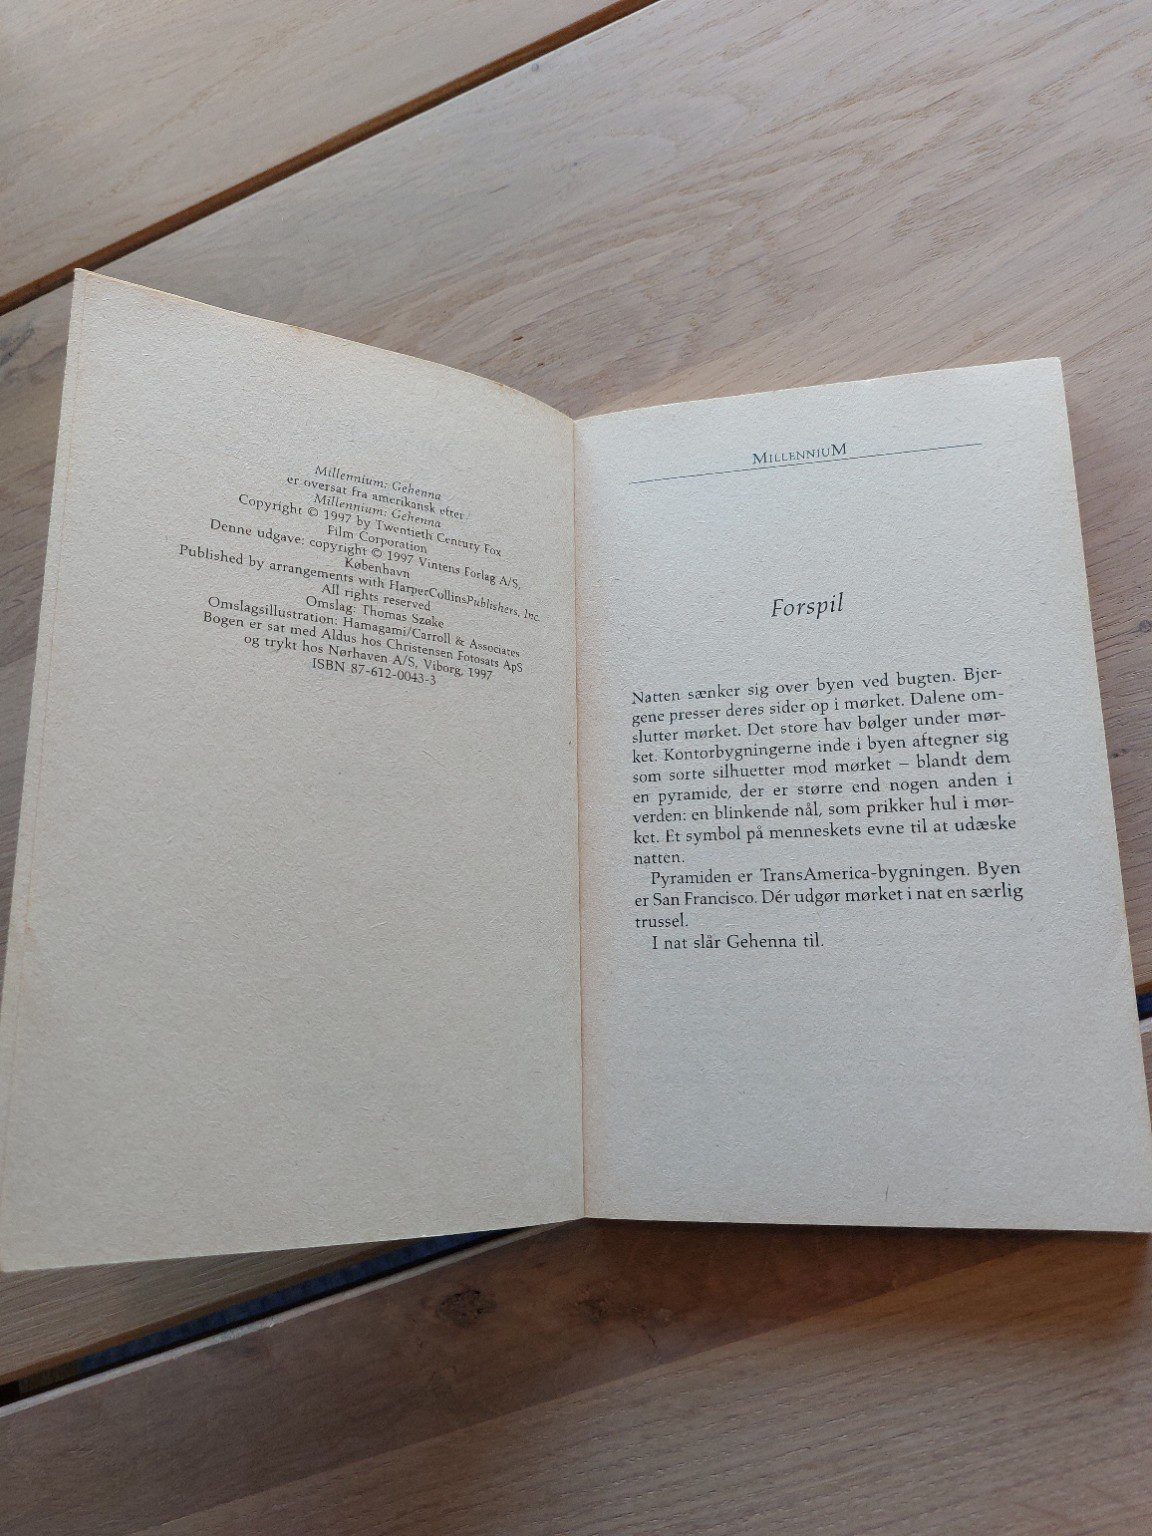 Millennium: Gehenna
er oversat fra amerikansk efter
Millennium: Gehenna
Copyright © 1997 by Twentieth Century Fox
Film Corporation
Denne udgave: copyright © 1997 Vintens Forlag A/S,
København
Published by arrangements with HarperCollinsPublishers, Inc.
All rights reserved
Omslag: Thomas Szøke
Omslagsillustration: Hamagami/Carroll & Associates
Bogen er sat med Aldus hos Christensen Fotosats ApS
og trykt hos Nørhaven A/S, Viborg, 1997
ISBN 87-612-0043-3
MILLENNIUM
Forspil
Natten sænker sig over byen ved bugten. Bjer-
gene presser deres sider op i mørket. Dalene om-
slutter mørket. Det store hav bølger under mør-
ket. Kontorbygningerne inde i byen aftegner sig
som sorte silhuetter mod mørket – blandt dem
en pyramide, der er større end nogen anden i
verden: en blinkende nål, som prikker hul i mør-
ket. Et symbol på menneskets evne til at udæske
natten.
Pyramiden er TransAmerica-bygningen. Byen
er San Francisco. Dér udgør mørket i nat en særlig
trussel.
I nat slår Gehenna til.